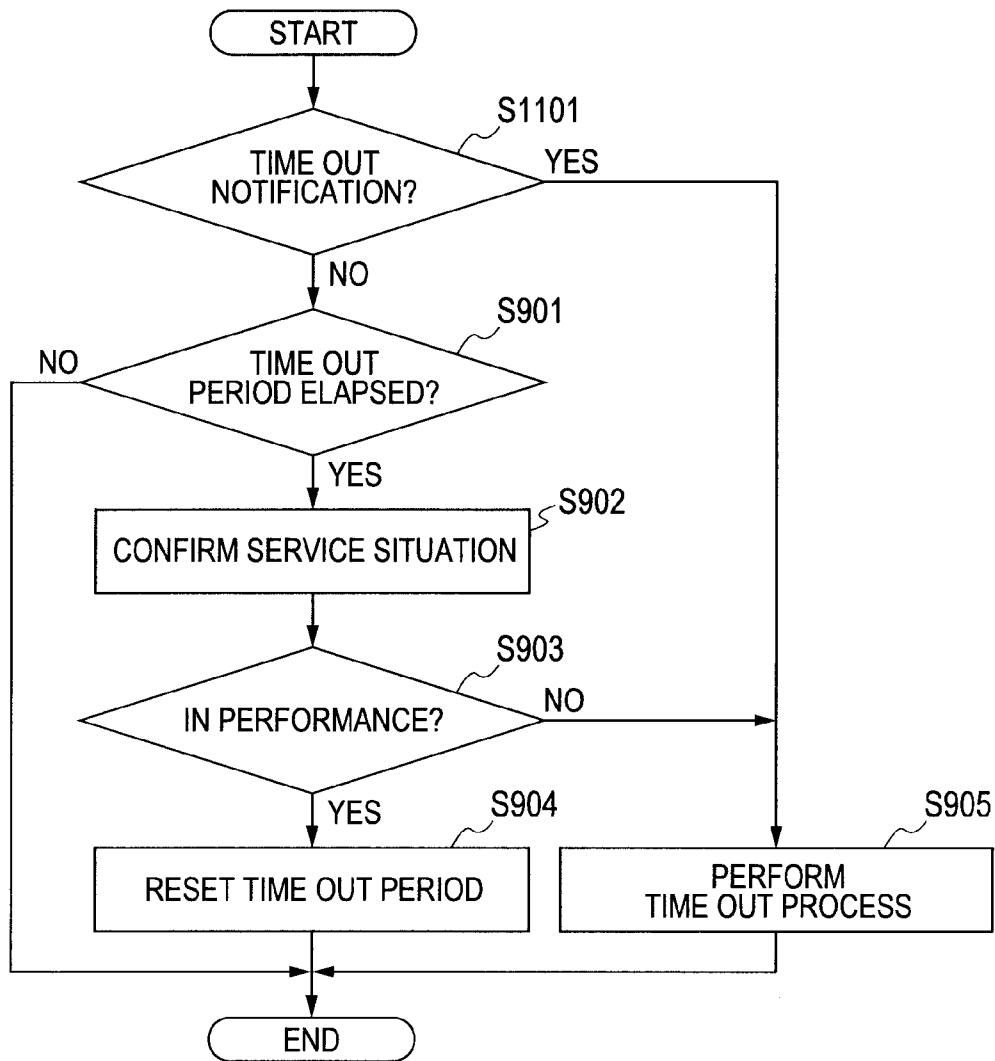 START
S1101
TIME OUT
NOTIFICATION?
YES
NO
S901
NO
TIME OUT
PERIOD ELAPSED?
YES
S902
CONFIRM SERVICE SITUATION
S903
IN PERFORMANCE?
NO
YES
S904
RESET TIME OUT PERIOD
S905
PERFORM
TIME OUT PROCESS
END